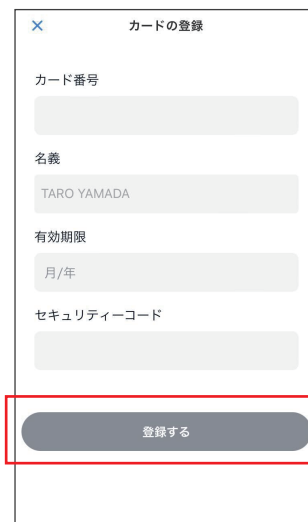 × カードの登録
カード番号
名義
TARO YAMADA
有効期限
月/年
セキュリティーコード
登録する